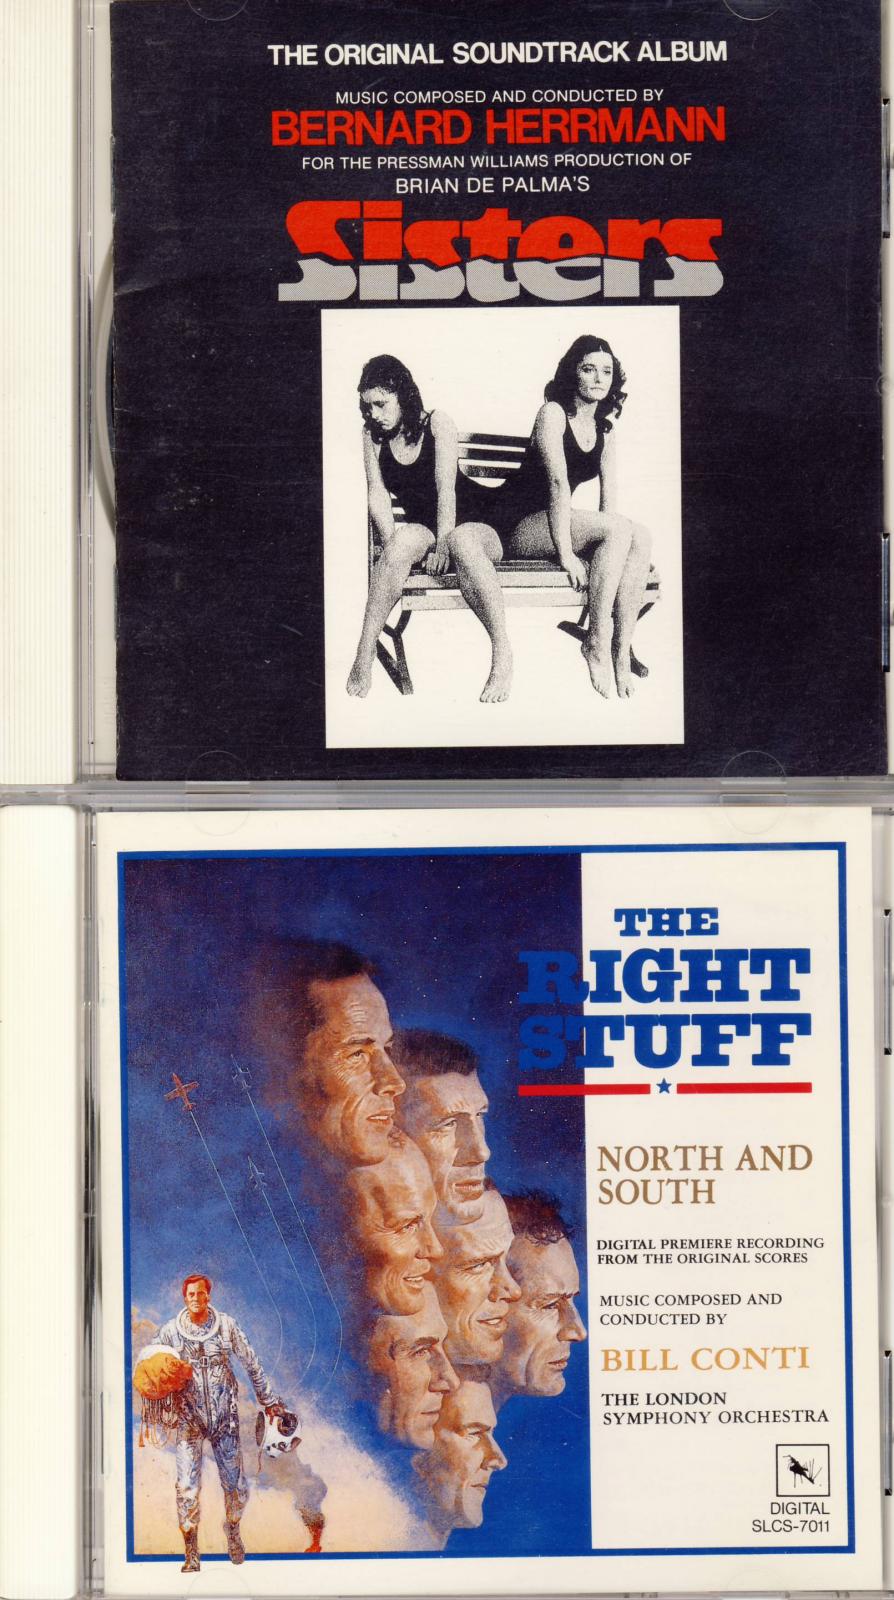 THE ORIGINAL SOUNDTRACK ALBUM
MUSIC COMPOSED AND CONDUCTED BY
BERNARD HERRMANN
FOR THE PRESSMAN WILLIAMS PRODUCTION OF
BRIAN DE PALMA'S
Sisters
THE
RIGHT
STUFF
NORTH AND
SOUTH
DIGITAL PREMIERE RECORDING
FROM THE ORIGINAL SCORES
MUSIC COMPOSED AND
CONDUCTED BY
BILL CONTI
THE LONDON
SYMPHONY ORCHESTRA
DIGITAL
SLCS-7011